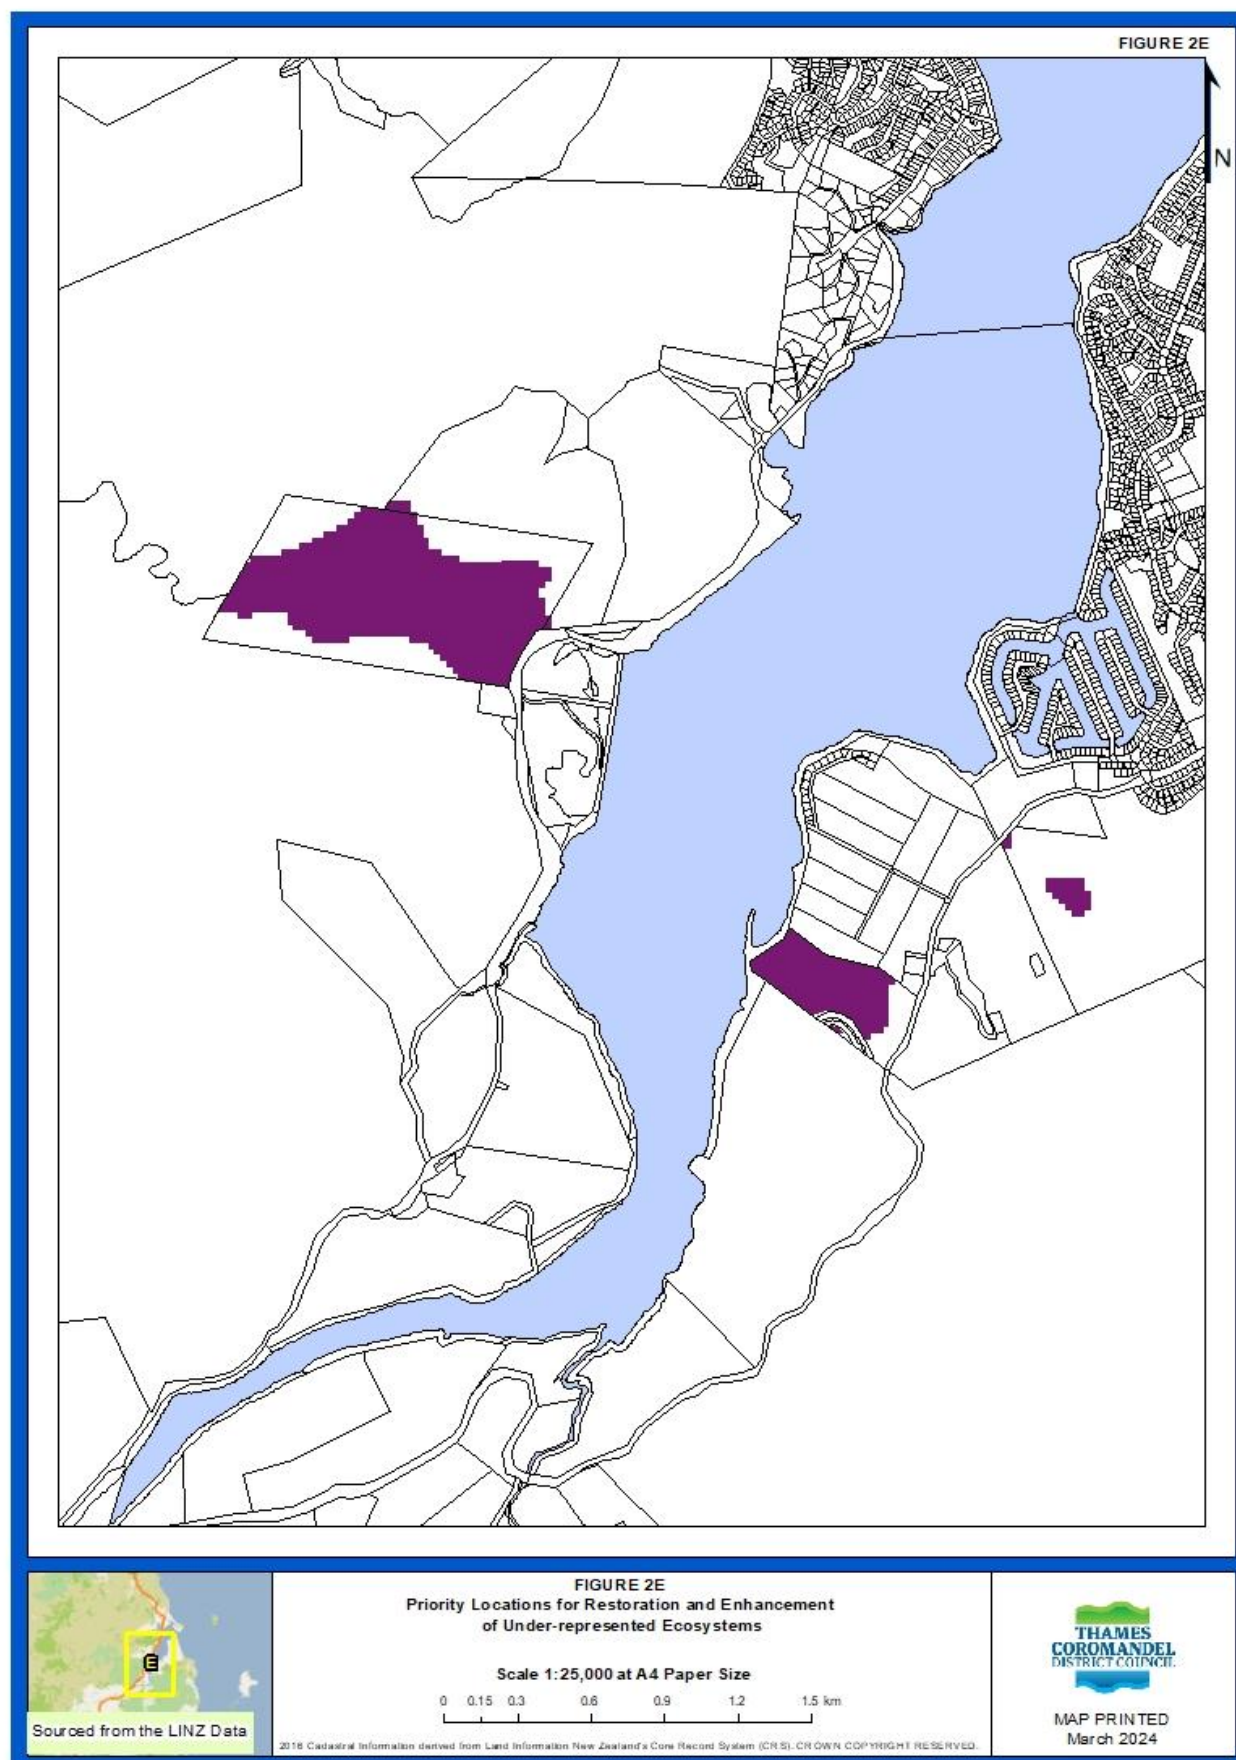 FIGURE 2E
N
E
Sourced from the LINZ Data
FIGURE 2E
Priority Locations for Restoration and Enhancement
of Under-represented Ecosystems
Scale 1:25,000 at A4 Paper Size
0 0.15 0.3 0.6 0.9 1.2 1.5 km
2016 Cadastral Information derived from Land Information New Zealand's Core Record System (CRS). CROWN COPYRIGHT RESERVED.
THAMES
COROMANDEL
DISTRICT COUNCIL
MAP PRINTED
March 2024